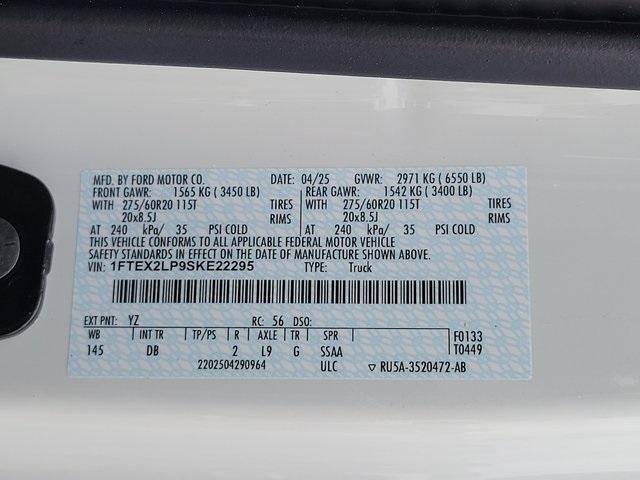 MFD. BY FORD MOTOR CO. DATE: 04/25 GVWR: 2971 KG ( 6550 LB)
FRONT GAWR: 1565 KG ( 3450 LB) REAR GAWR: 1542 KG ( 3400 LB)
WITH 275/60R20 115T TIRES WITH 275/60R20 115T TIRES
20x8.5J RIMS 20x8.5J RIMS
AT 240 kPa/ 35 PSI COLD AT 240 kPa/ 35 PSI COLD
THIS VEHICLE CONFORMS TO ALL APPLICABLE FEDERAL MOTOR VEHICLE
SAFETY STANDARDS IN EFFECT ON THE DATE OF MANUFACTURE SHOWN ABOVE.
VIN: 1FTEX2LP9SKE22295 TYPE: Truck
EXT PNT: YZ RC: 56 DSO:
WB INT TR TP/PS R AXLE TR SPR F0133
145 DB 2 L9 G SSAA T0449
2202504290964 ULC ▽ RU5A-3520472-AB